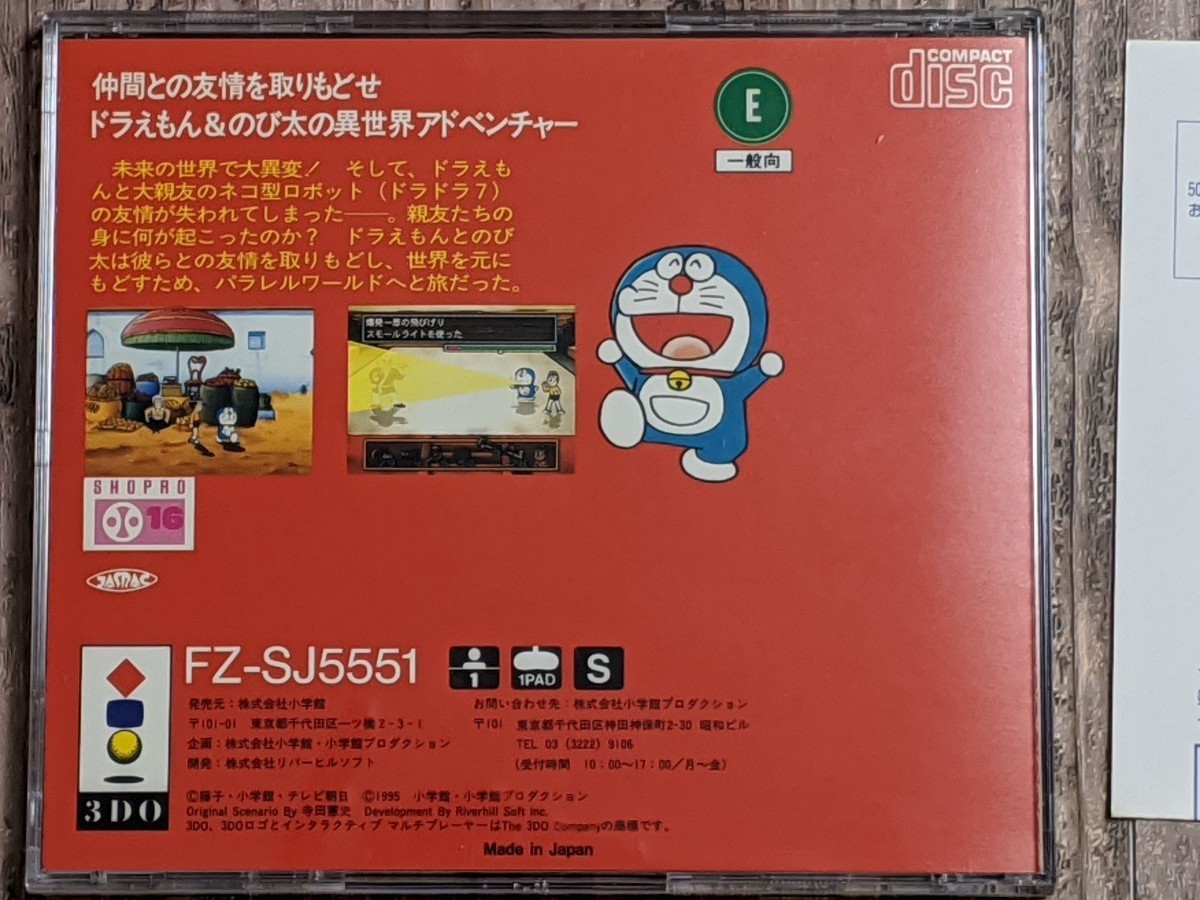 仲間との友情を取りもどせ
ドラえもん&のび太の異世界アドベンチャー
E
一般向
COMPACT
disc
未来の世界で大異変! そして、ドラえも
んと大親友のネコ型ロボット(ドラドラ7)
の友情が失われてしまった──。親友たちの
身に何が起こったのか? ドラえもんとのび
太は彼らとの友情を取りもどし、世界を元に
もどすため、パラレルワールドへと旅だった。
爆発一郎の飛びげり
スモールライトを使った
SHOPRO
16
JASRAC
3DO
FZ-SJ5551
1
1PAD
S
発売元:株式会社小学館
〒101-01 東京都千代田区一ツ橋2-3-1
企画:株式会社小学館・小学館プロダクション
開発:株式会社リバーヒルソフト
お問い合わせ先:株式会社小学館プロダクション
〒101 東京都千代田区神田神保町2-30 昭和ビル
TEL 03 (3222) 9106
(受付時間 10:00~17:00/月~金)
©藤子・小学館・テレビ朝日 ©1995 小学館・小学館プロダクション
Original Scenario By 寺田憲史 Development By Riverhill Soft Inc.
3DO、3DOロゴとインタラクティブ マルチプレーヤーはThe 3DO Companyの商標です。
Made in Japan
50
お